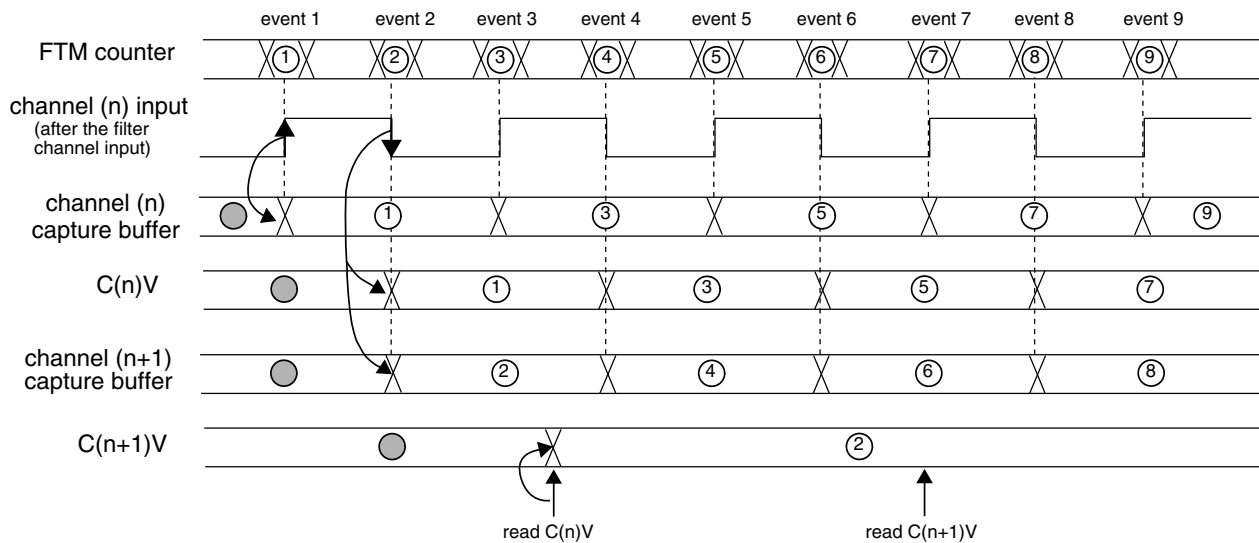 event 1 event 2 event 3 event 4 event 5 event 6 event 7 event 8 event 9
FTM counter 1 2 3 4 5 6 7 8 9
channel (n) input
(after the filter
channel input)
channel (n)
capture buffer 1 3 5 7 9
C(n)V 1 3 5 7
channel (n+1)
capture buffer 2 4 6 8
C(n+1)V 2
read C(n)V read C(n+1)V